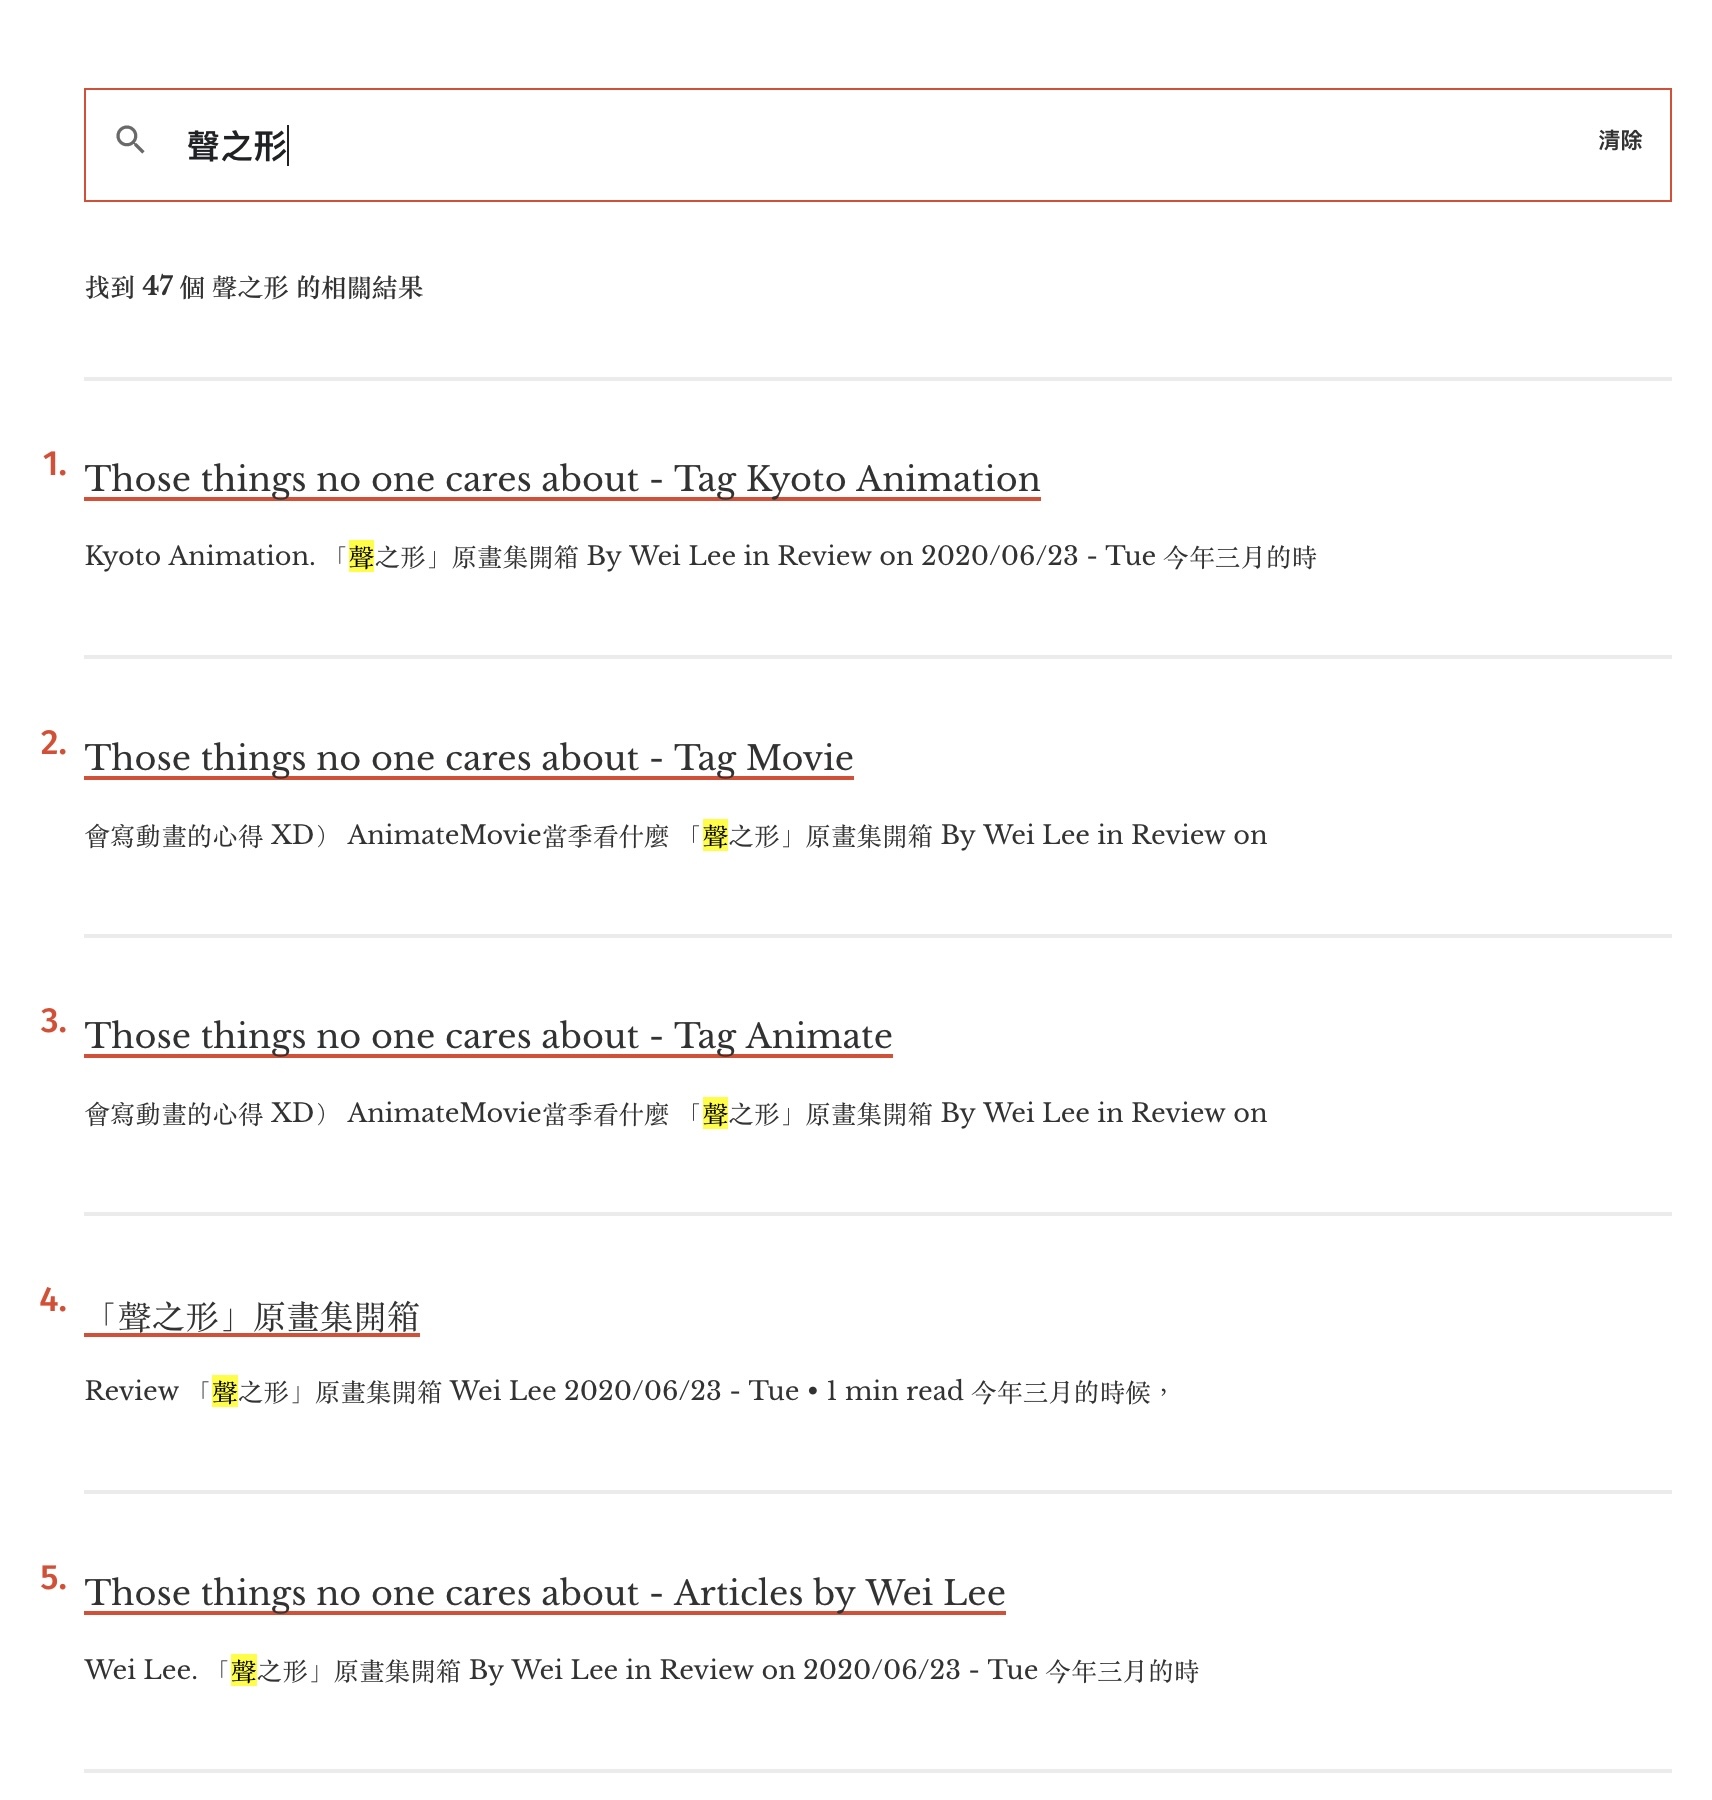 聲之形
清除
找到 47 個 聲之形 的相關結果
1. Those things no one cares about - Tag Kyoto Animation
Kyoto Animation. 「聲之形」原畫集開箱 By Wei Lee in Review on 2020/06/23 - Tue 今年三月的時
2. Those things no one cares about - Tag Movie
會寫動畫的心得 XD） AnimateMovie當季看什麼 「聲之形」原畫集開箱 By Wei Lee in Review on
3. Those things no one cares about - Tag Animate
會寫動畫的心得 XD） AnimateMovie當季看什麼 「聲之形」原畫集開箱 By Wei Lee in Review on
4. 「聲之形」原畫集開箱
Review 「聲之形」原畫集開箱 Wei Lee 2020/06/23 - Tue • 1 min read 今年三月的時候，
5. Those things no one cares about - Articles by Wei Lee
Wei Lee. 「聲之形」原畫集開箱 By Wei Lee in Review on 2020/06/23 - Tue 今年三月的時